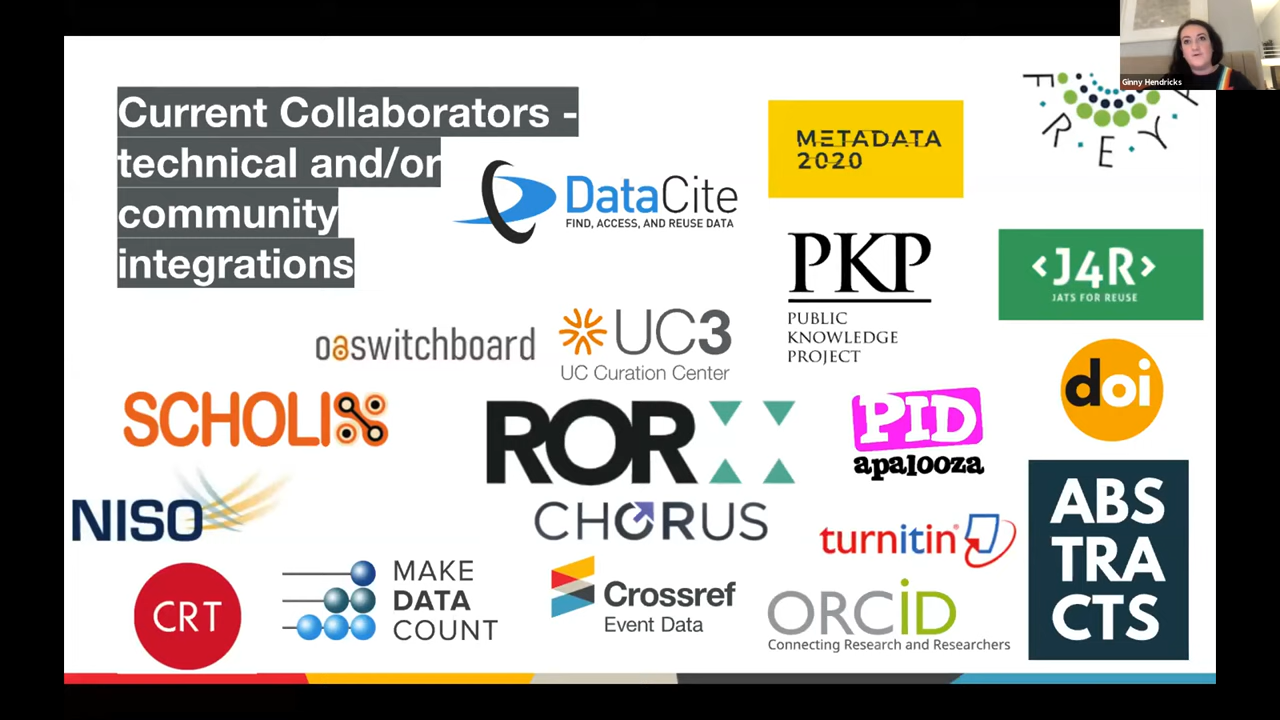 Current Collaborators -
technical and/or
community
integrations
DataCite
FIND, ACCESS, AND REUSE DATA
METADATA
2020
FREYA
Ginny Hendricks
PKP
PUBLIC
KNOWLEDGE
PROJECT
<J4R>
JATS FOR REUSE
oaswitchboard
UC3
UC Curation Center
doi
SCHOLIX
ROR
PID
apalooza
NISO
CHORUS
turnitin®
ABS
TRA
CTS
CRT
MAKE
DATA
COUNT
Crossref
Event Data
ORCID
Connecting Research and Researchers